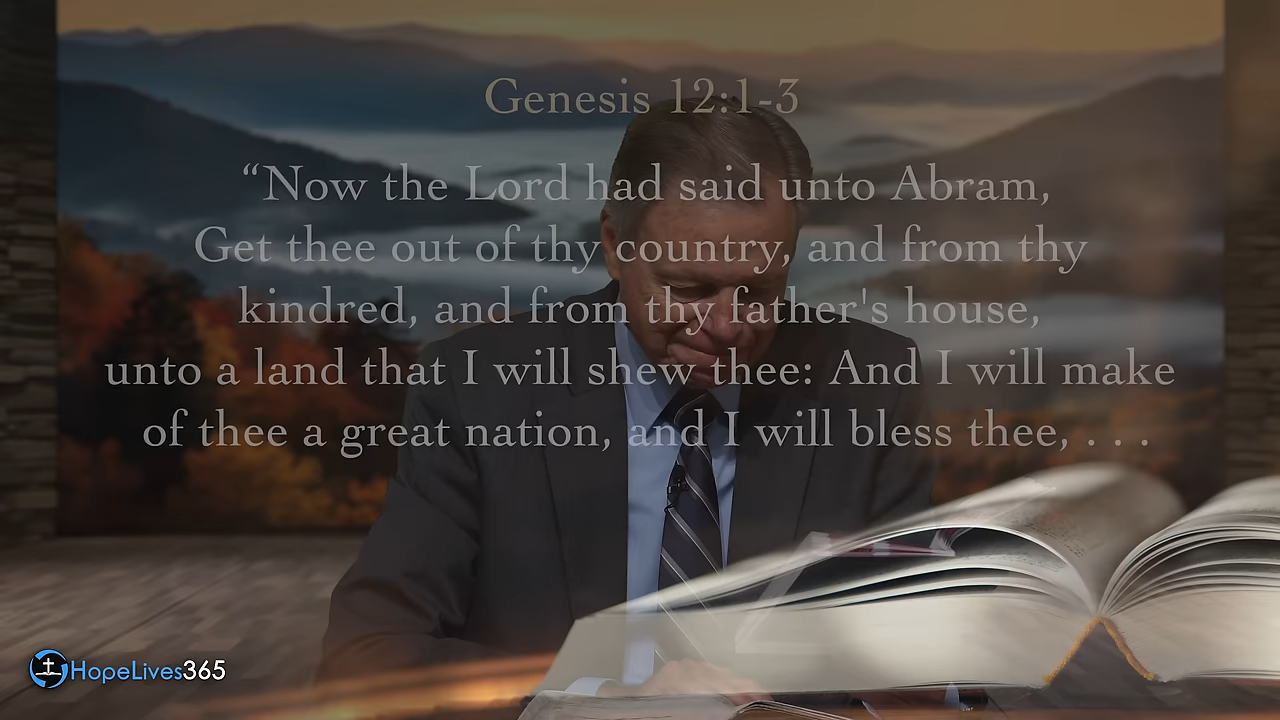 Genesis 12:1-3
“Now the Lord had said unto Abram,
Get thee out of thy country, and from thy
kindred, and from thy father's house,
unto a land that I will shew thee: And I will make
of thee a great nation, and I will bless thee, . . .
HopeLives365